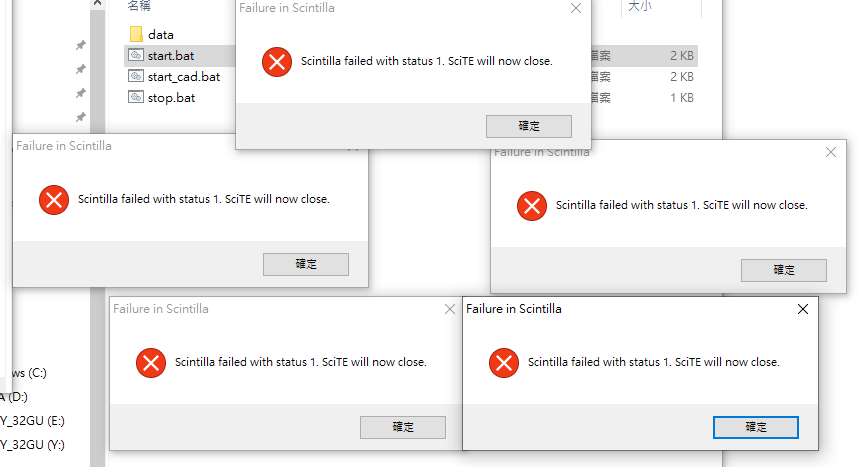 名稱
大小
data
start.bat
檔案
2 KB
start_cad.bat
檔案
2 KB
stop.bat
檔案
1 KB
Failure in Scintilla
Scintilla failed with status 1. SciTE will now close.
確定
Failure in Scintilla
Scintilla failed with status 1. SciTE will now close.
確定
Failure in Scintilla
Scintilla failed with status 1. SciTE will now close.
確定
Failure in Scintilla
Scintilla failed with status 1. SciTE will now close.
確定
Failure in Scintilla
Scintilla failed with status 1. SciTE will now close.
確定
ws (C:)
A (D:)
Y_32GU (E:)
Y_32GU (Y:)